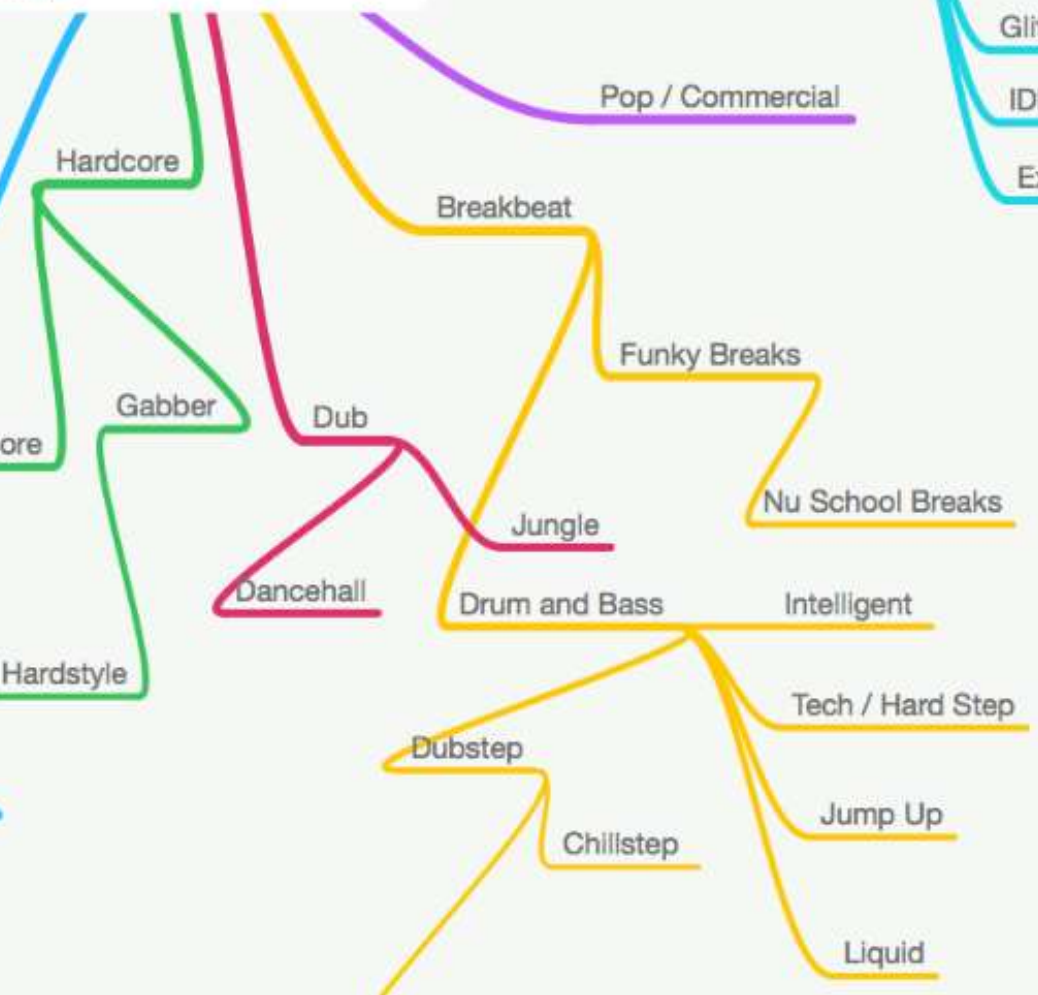 Pop / Commercial
Hardcore
Breakbeat
Funky Breaks
Gabber
Dub
Nu School Breaks
Jungle
Dancehall
Drum and Bass
Intelligent
Hardstyle
Tech / Hard Step
Dubstep
Jump Up
Chillstep
Liquid